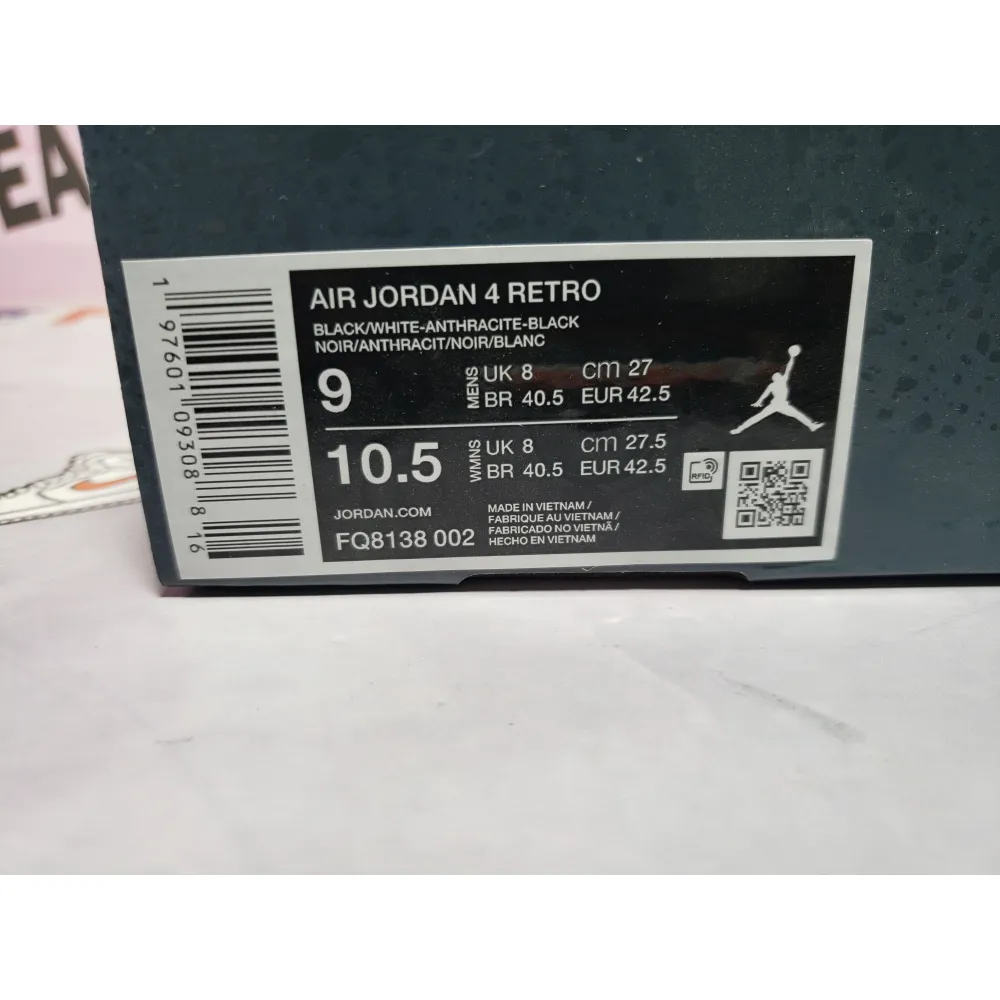 EA
1 97601 09308 8 16
AIR JORDAN 4 RETRO
BLACK/WHITE-ANTHRACITE-BLACK
NOIR/ANTHRACIT/NOIR/BLANC
9 MENS UK 8 cm 27
BR 40.5 EUR 42.5
10.5 WMNS UK 8 cm 27.5
BR 40.5 EUR 42.5
RFID
JORDAN.COM
FQ8138 002
MADE IN VIETNAM /
FABRIQUE AU VIETNAM /
FABRICADO NO VIETNÃ /
HECHO EN VIETNAM